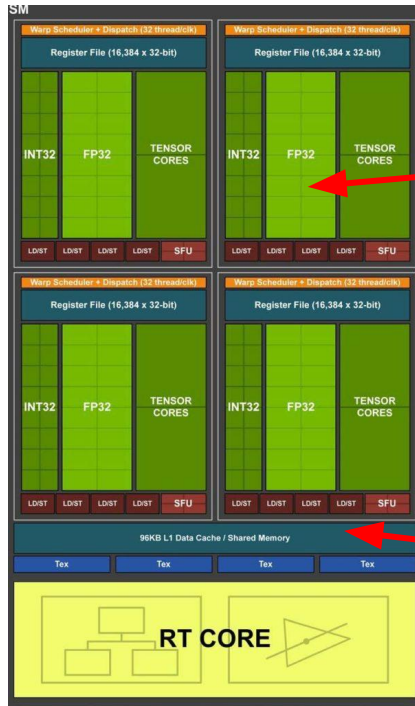 SM
Warp Scheduler + Dispatch (32 thread/clk)
Register File (16,384 x 32-bit)
INT32 FP32 TENSOR CORES
LD/ST LD/ST LD/ST LD/ST SFU
Warp Scheduler + Dispatch (32 thread/clk)
Register File (16,384 x 32-bit)
INT32 FP32 TENSOR CORES
LD/ST LD/ST LD/ST LD/ST SFU
Warp Scheduler + Dispatch (32 thread/clk)
Register File (16,384 x 32-bit)
INT32 FP32 TENSOR CORES
LD/ST LD/ST LD/ST LD/ST SFU
Warp Scheduler + Dispatch (32 thread/clk)
Register File (16,384 x 32-bit)
INT32 FP32 TENSOR CORES
LD/ST LD/ST LD/ST LD/ST SFU
96KB L1 Data Cache / Shared Memory
Tex Tex Tex Tex
RT CORE